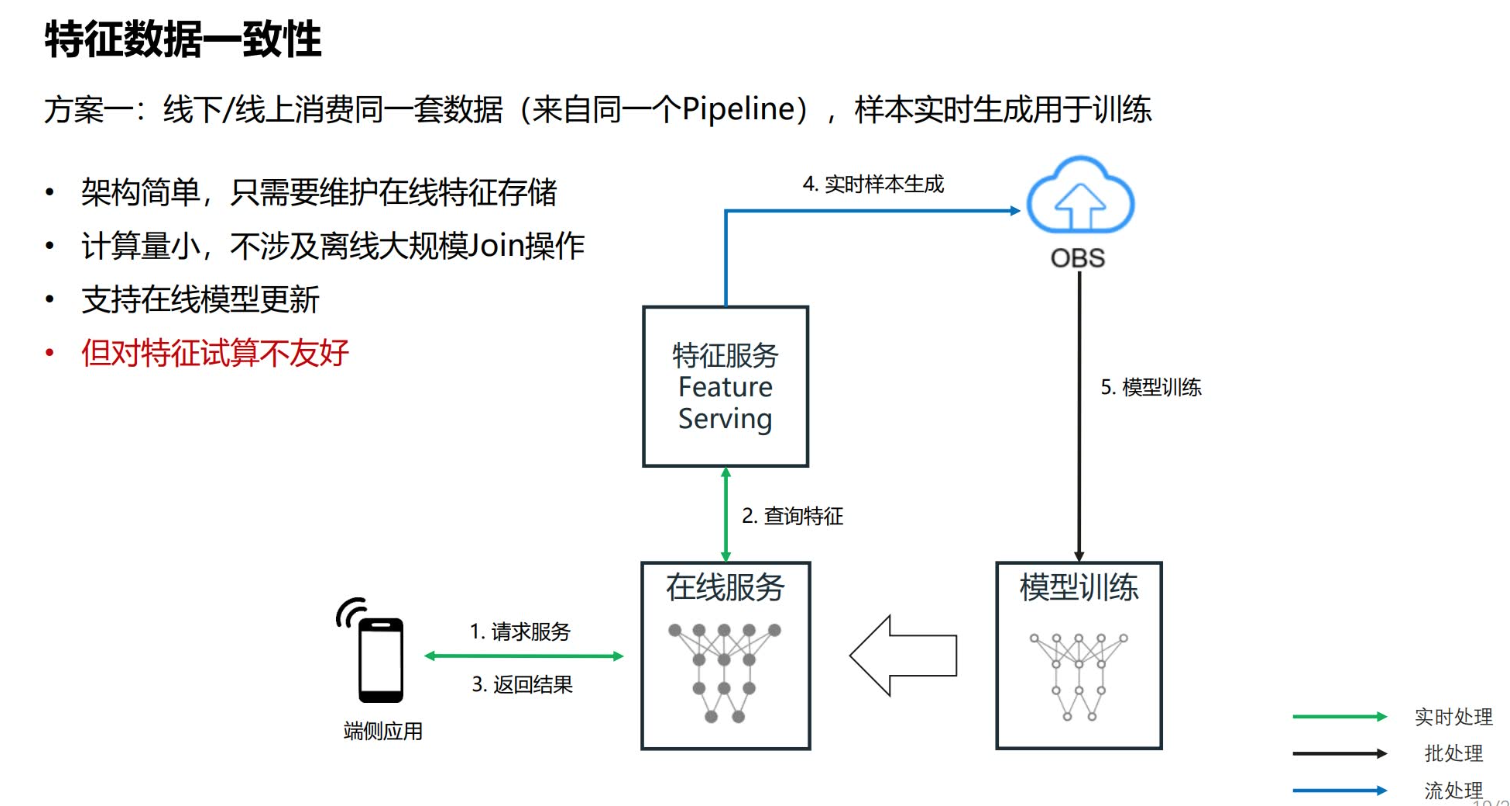 特征数据一致性
方案一：线下/线上消费同一套数据（来自同一个Pipeline），样本实时生成用于训练
• 架构简单，只需要维护在线特征存储
• 计算量小，不涉及离线大规模Join操作
• 支持在线模型更新
• 但对特征试算不友好
4. 实时样本生成
OBS
特征服务
Feature
Serving
5. 模型训练
2. 查询特征
在线服务
模型训练
1. 请求服务
3. 返回结果
端侧应用
实时处理
批处理
流处理